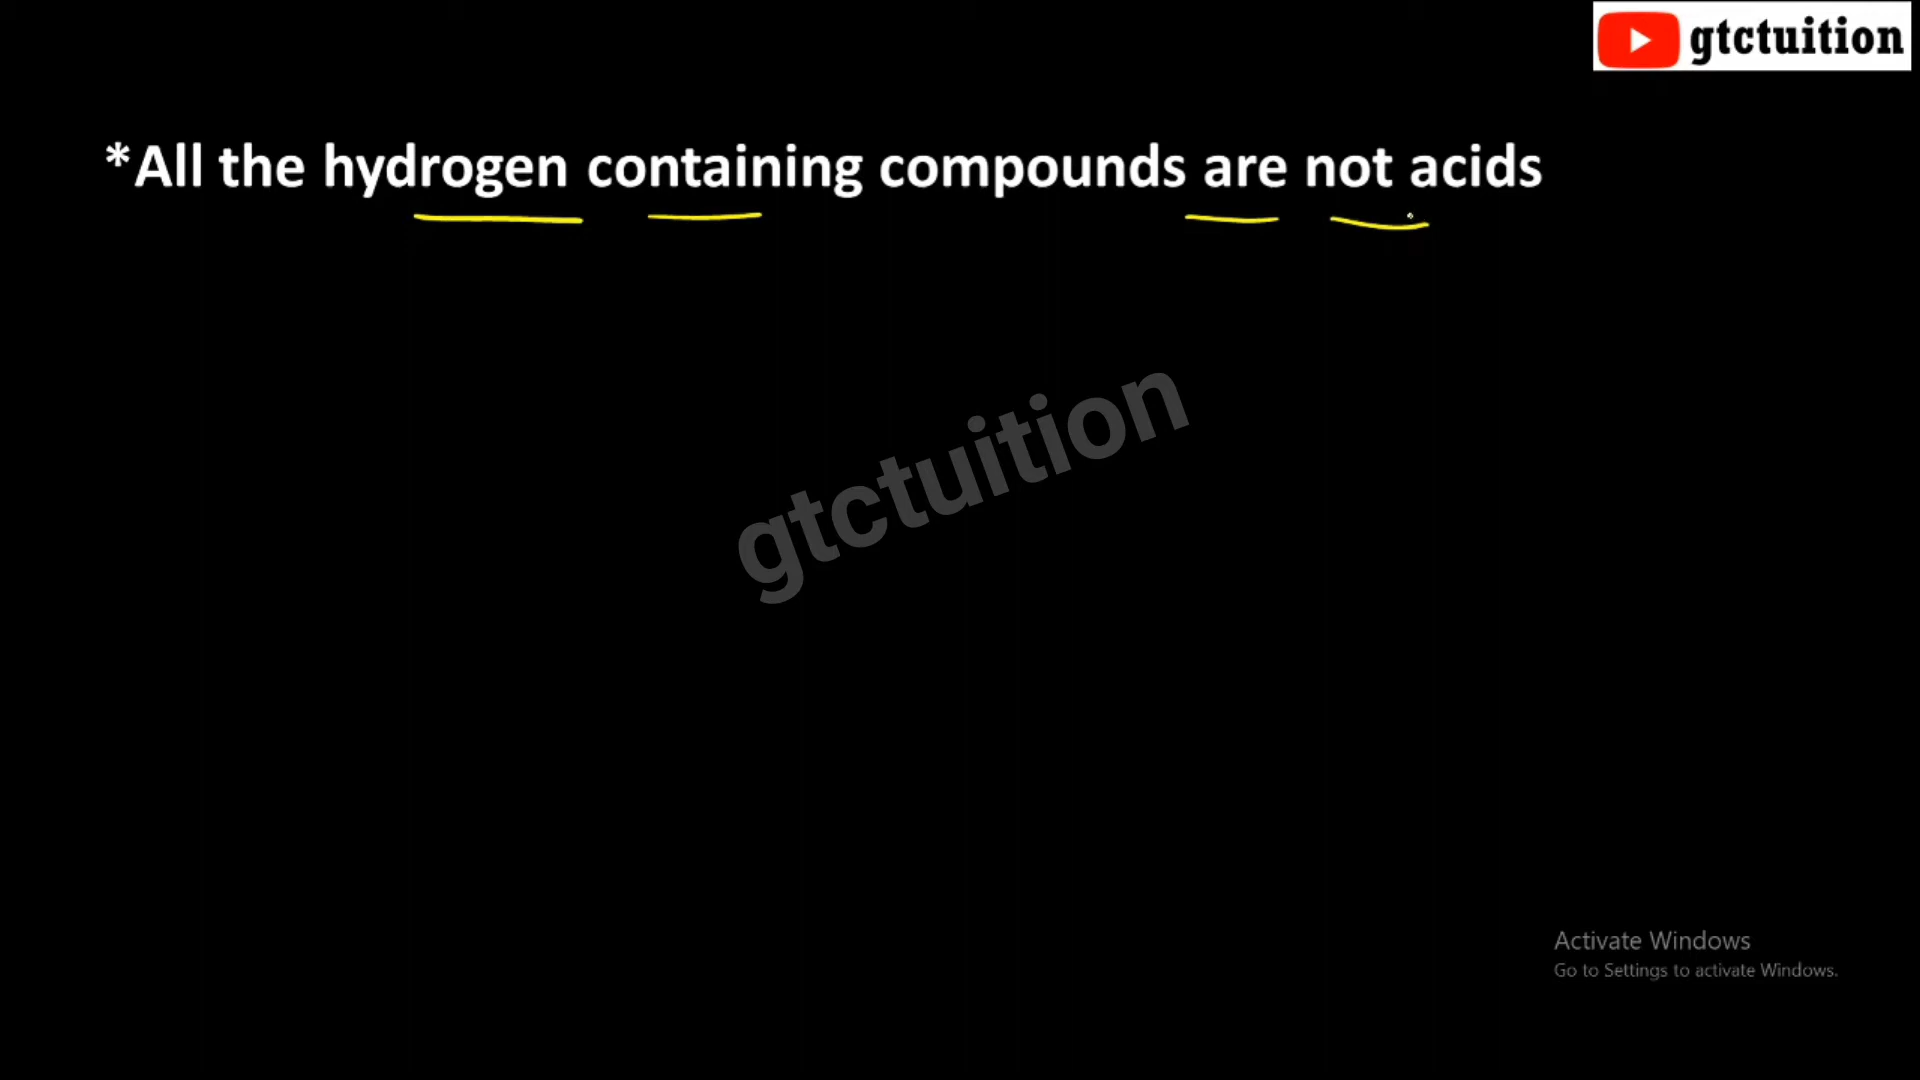 gtctuition
*All the hydrogen containing compounds are not acids
gtctuition
Activate Windows
Go to Settings to activate Windows.